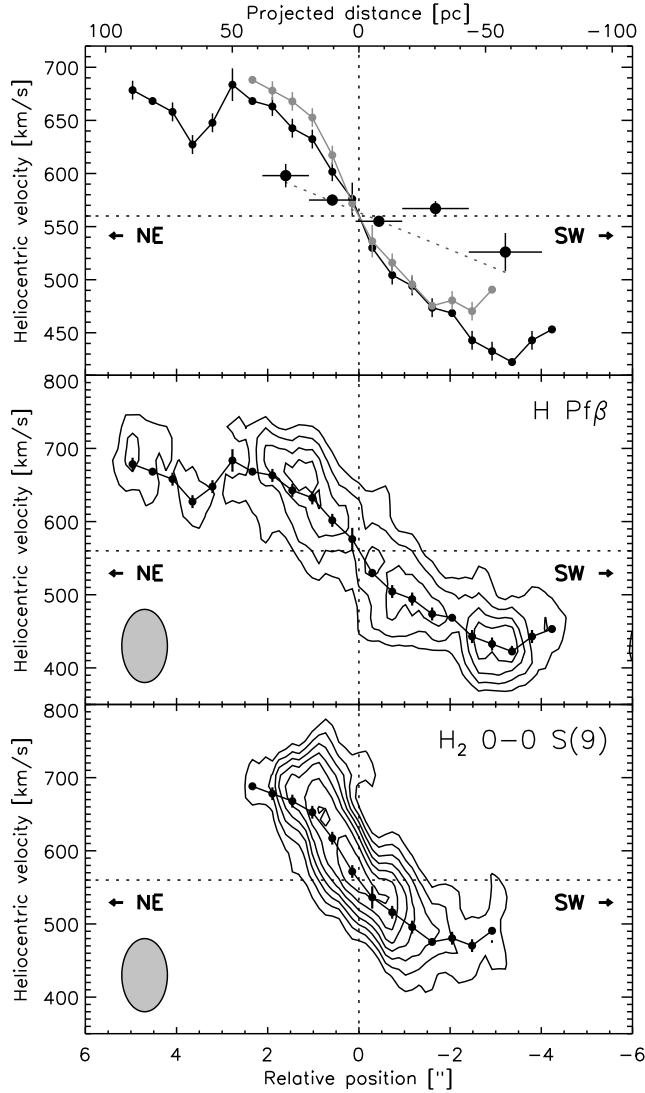 Projected distance [pc]
100 50 0 −50 −100
700
650
600
550
500
450
Heliocentric velocity [km/s]
NE
SW
800
700
600
500
400
Heliocentric velocity [km/s]
H Pfβ
NE
SW
800
700
600
500
400
Heliocentric velocity [km/s]
H₂ 0−0 S(9)
NE
SW
6 4 2 0 −2 −4 −6
Relative position ["]